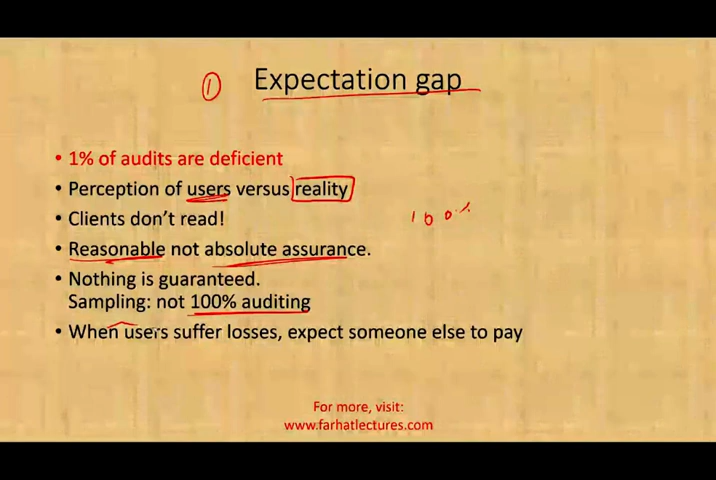 ① Expectation gap
• 1% of audits are deficient
• Perception of users versus reality
• Clients don't read!
100%
• Reasonable not absolute assurance.
• Nothing is guaranteed.
Sampling: not 100% auditing
• When users suffer losses, expect someone else to pay
For more, visit:
www.farhatlectures.com